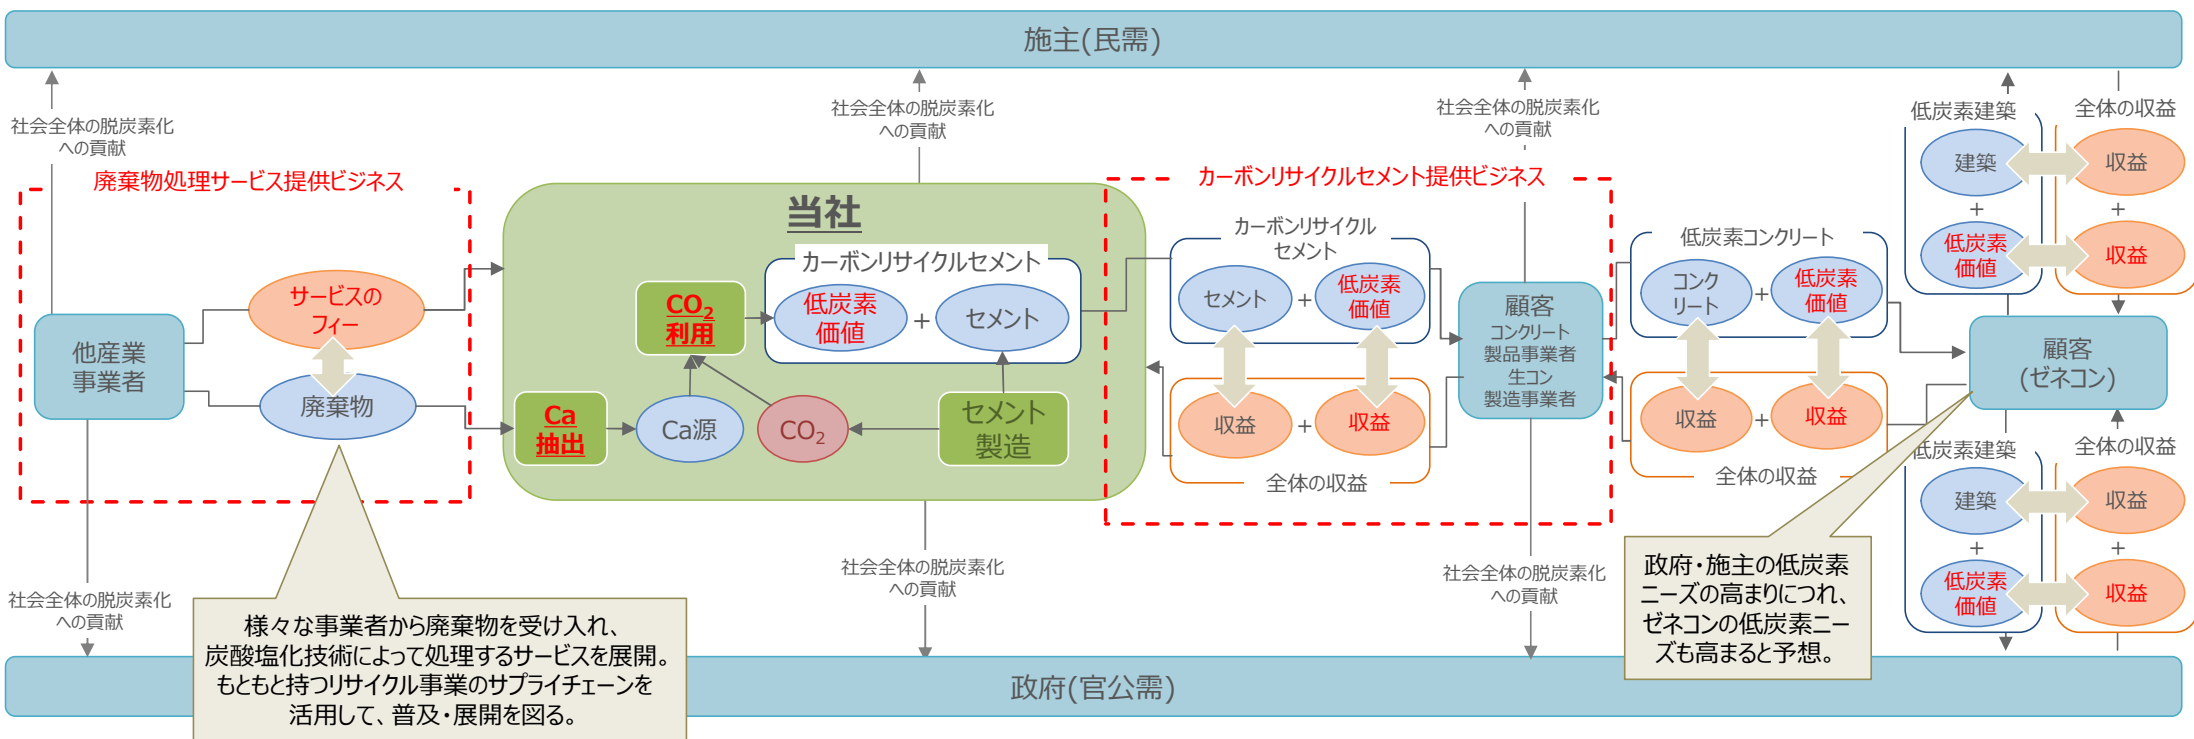 施主(民需)
社会全体の脱炭素化
への貢献
社会全体の脱炭素化
への貢献
社会全体の脱炭素化
への貢献
低炭素建築
全体の収益
建築
+
低炭素
価値
収益
+
収益
廃棄物処理サービス提供ビジネス
サービスの
フィー
他産業
事業者
廃棄物
当社
カーボンリサイクルセメント
CO2
利用
低炭素
価値
+
セメント
Ca
抽出
Ca源
CO2
セメント
製造
カーボンリサイクルセメント提供ビジネス
カーボンリサイクル
セメント
セメント
+
低炭素
価値
収益
+
収益
全体の収益
顧客
コンクリート
製品事業者
生コン
製造事業者
低炭素コンクリート
コンク
リート
+
低炭素
価値
収益
+
収益
全体の収益
顧客
(ゼネコン)
低炭素建築
全体の収益
建築
+
低炭素
価値
収益
+
収益
社会全体の脱炭素化
への貢献
社会全体の脱炭素化
への貢献
社会全体の脱炭素化
への貢献
様々な事業者から廃棄物を受け入れ、
炭酸塩化技術によって処理するサービスを展開。
もともと持つリサイクル事業のサプライチェーンを
活用して、普及・展開を図る。
政府・施主の低炭素
ニーズの高まりにつれ、
ゼネコンの低炭素ニー
ズも高まると予想。
政府(官公需)